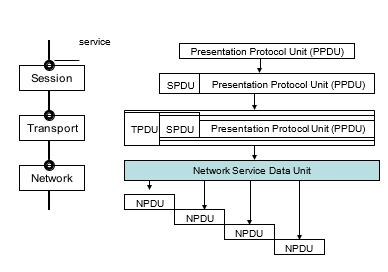 service
Presentation Protocol Unit (PPDU)
Session
SPDU Presentation Protocol Unit (PPDU)
Transport
TPDU SPDU Presentation Protocol Unit (PPDU)
Network
Network Service Data Unit
NPDU
NPDU
NPDU
NPDU